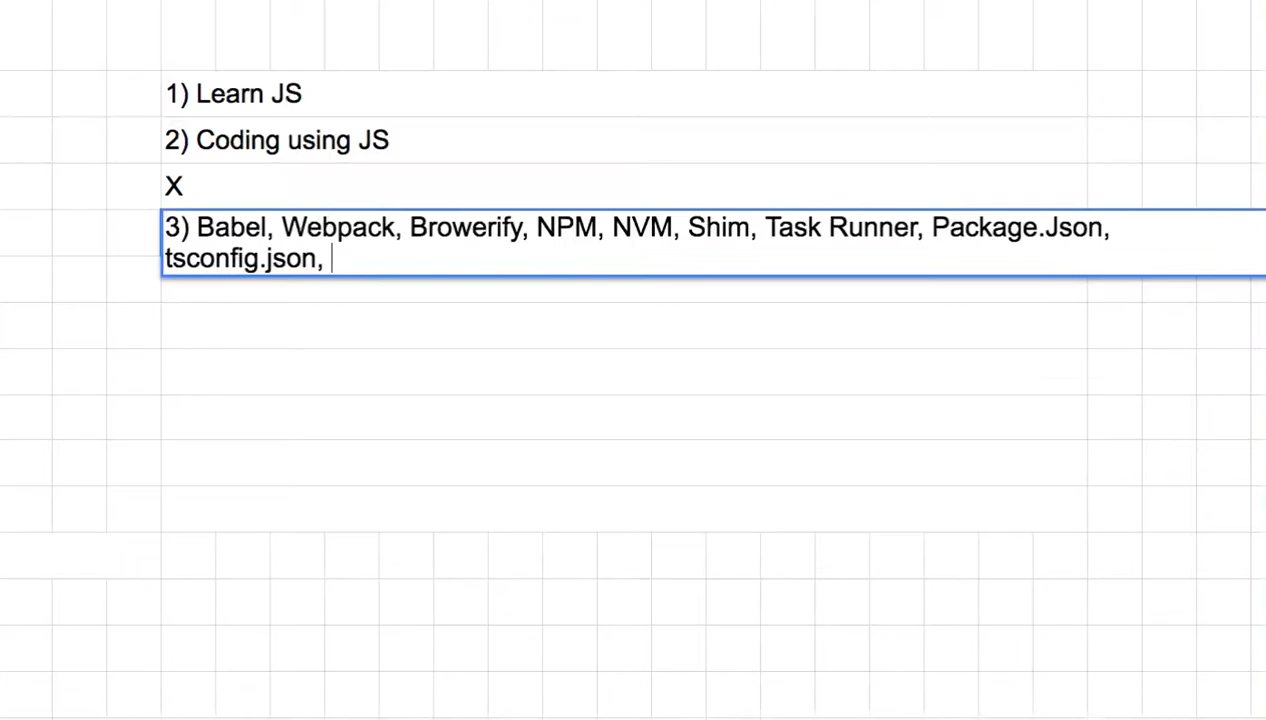 1) Learn JS
2) Coding using JS
X
3) Babel, Webpack, Browerify, NPM, NVM, Shim, Task Runner, Package.Json,
tsconfig.json,